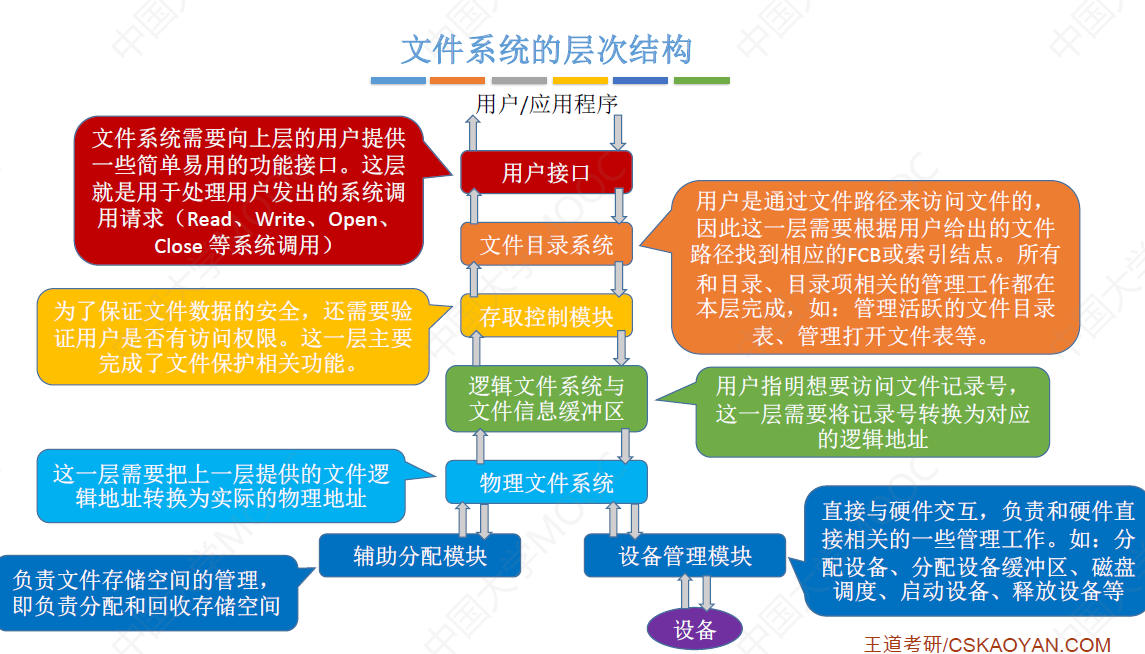 文件系统的层次结构
用户/应用程序
文件系统需要向上层的用户提供
一些简单易用的功能接口。这层
就是用于处理用户发出的系统调
用请求（Read、Write、Open、
Close 等系统调用）
用户接口
用户是通过文件路径来访问文件的，
因此这一层需要根据用户给出的文件
路径找到相应的FCB或索引结点。所有
和目录、目录项相关的管理工作都在
本层完成，如：管理活跃的文件目录
表、管理打开文件表等。
文件目录系统
为了保证文件数据的安全，还需要验
证用户是否有访问权限。这一层主要
完成了文件保护相关功能。
存取控制模块
逻辑文件系统与
文件信息缓冲区
用户指明想要访问文件记录号，
这一层需要将记录号转换为对应
的逻辑地址
这一层需要把上一层提供的文件逻
辑地址转换为实际的物理地址
物理文件系统
直接与硬件交互，负责和硬件直
接相关的一些管理工作。如：分
配设备、分配设备缓冲区、磁盘
调度、启动设备、释放设备等
辅助分配模块
设备管理模块
负责文件存储空间的管理，
即负责分配和回收存储空间
设备
王道考研/CSKAOYAN.COM
中国大学MOOC